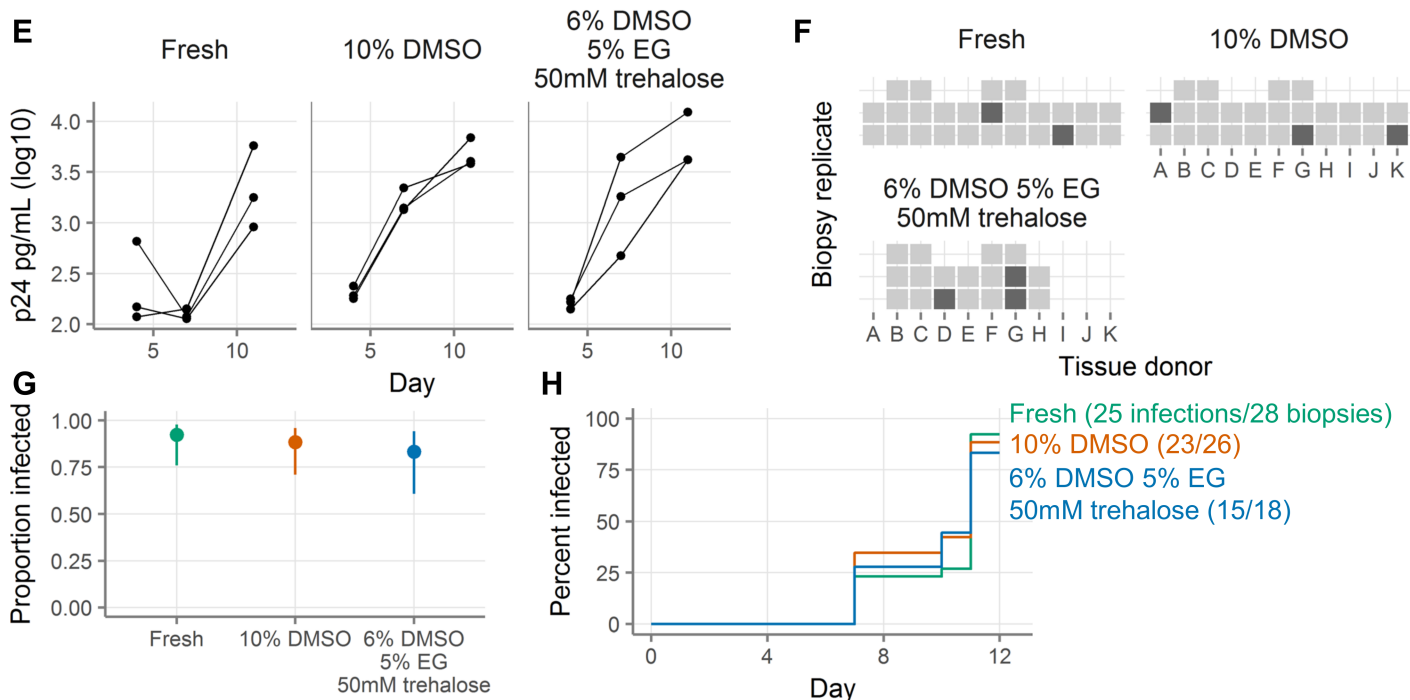 E
Fresh
10% DMSO
6% DMSO
5% EG
50mM trehalose
p24 pg/mL (log10)
4.0
3.5
3.0
2.5
2.0
5 10
5 10
5 10
Day
F
Fresh
10% DMSO
Biopsy replicate
A B C D E F G H I J K
6% DMSO 5% EG
50mM trehalose
A B C D E F G H I J K
Tissue donor
G
Proportion infected
1.00
0.75
0.50
0.25
0.00
Fresh
10% DMSO
6% DMSO
5% EG
50mM trehalose
H
Percent infected
100
75
50
25
0
0 4 8 12
Day
Fresh (25 infections/28 biopsies)
10% DMSO (23/26)
6% DMSO 5% EG
50mM trehalose (15/18)